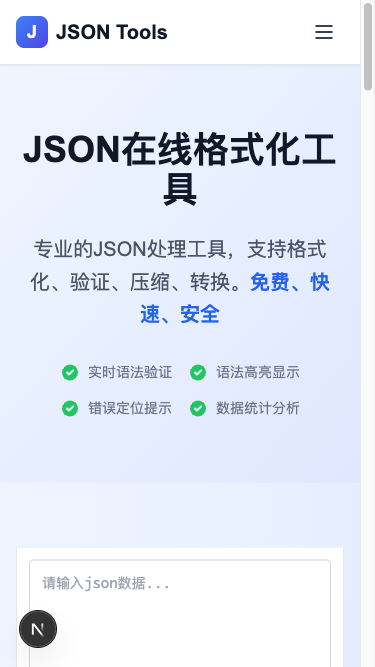 J JSON Tools
JSON在线格式化工
具
专业的JSON处理工具，支持格式
化、验证、压缩、转换。免费、快
速、安全
实时语法验证 语法高亮显示
错误定位提示 数据统计分析
请输入json数据...
N